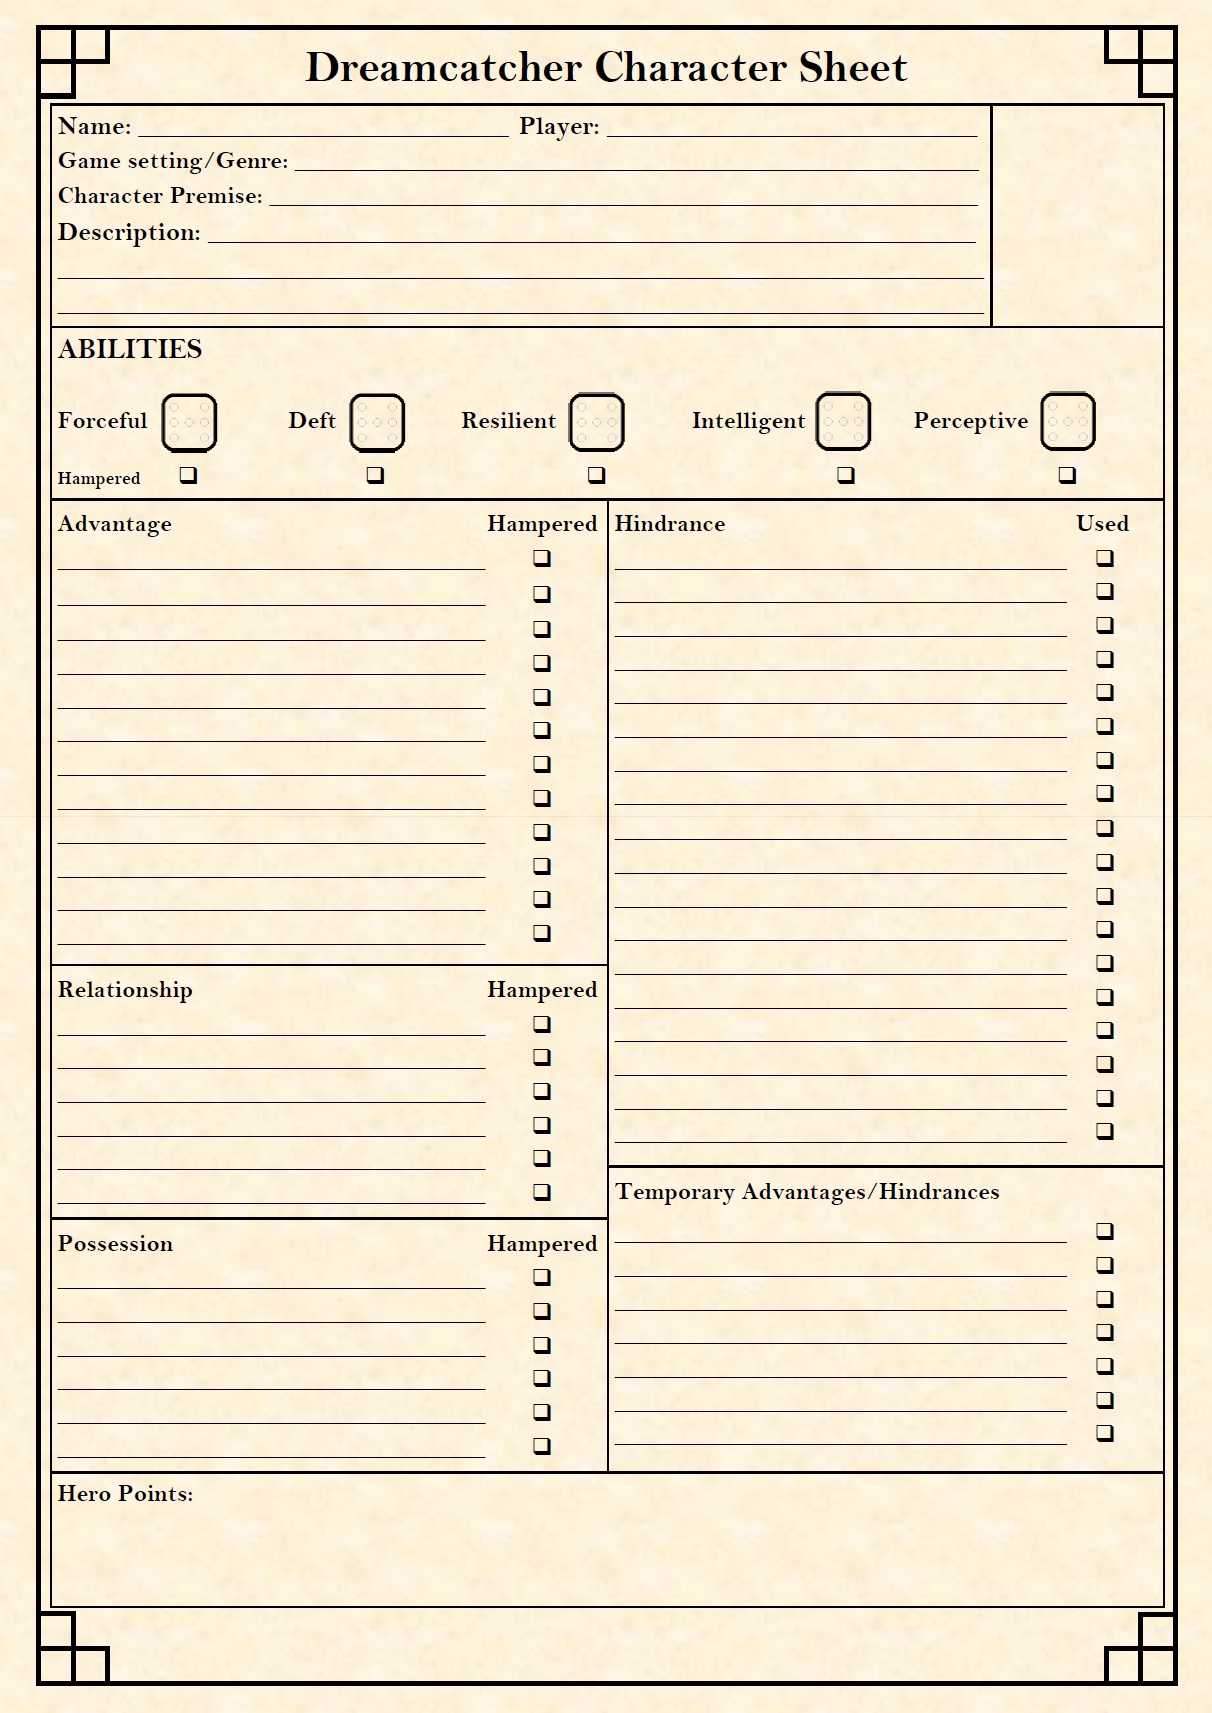 Dreamcatcher Character Sheet
Name: Player:
Game setting/Genre:
Character Premise:
Description:
ABILITIES
Forceful Deft Resilient Intelligent Perceptive
Hampered
Advantage Hampered
Relationship Hampered
Possession Hampered
Hindrance Used
Temporary Advantages/Hindrances
Hero Points: